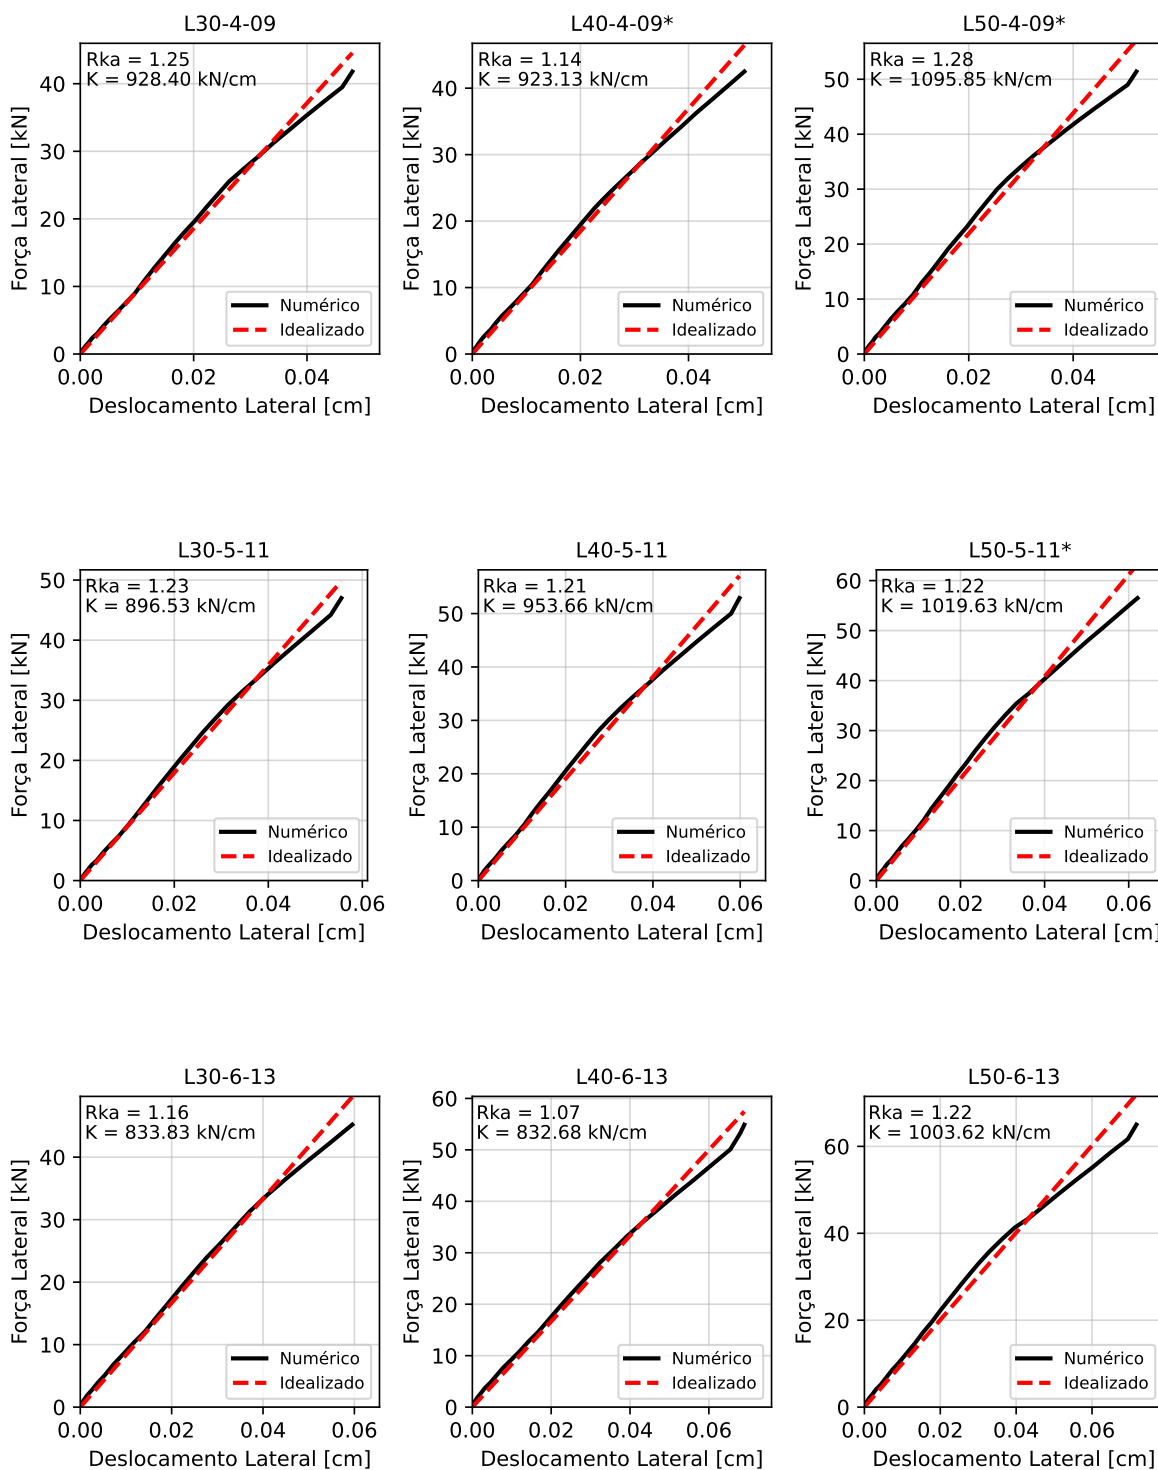 L30-4-09
Rka = 1.25
K = 928.40 kN/cm
Força Lateral [kN]
40
30
20
10
0
Numérico
Idealizado
0.00 0.02 0.04
Deslocamento Lateral [cm]
L40-4-09*
Rka = 1.14
K = 923.13 kN/cm
Força Lateral [kN]
40
30
20
10
0
Numérico
Idealizado
0.00 0.02 0.04
Deslocamento Lateral [cm]
L50-4-09*
Rka = 1.28
K = 1095.85 kN/cm
Força Lateral [kN]
50
40
30
20
10
0
Numérico
Idealizado
0.00 0.02 0.04
Deslocamento Lateral [cm]
L30-5-11
Rka = 1.23
K = 896.53 kN/cm
Força Lateral [kN]
50
40
30
20
10
0
Numérico
Idealizado
0.00 0.02 0.04 0.06
Deslocamento Lateral [cm]
L40-5-11
Rka = 1.21
K = 953.66 kN/cm
Força Lateral [kN]
50
40
30
20
10
0
Numérico
Idealizado
0.00 0.02 0.04 0.06
Deslocamento Lateral [cm]
L50-5-11*
Rka = 1.22
K = 1019.63 kN/cm
Força Lateral [kN]
60
50
40
30
20
10
0
Numérico
Idealizado
0.00 0.02 0.04 0.06
Deslocamento Lateral [cm]
L30-6-13
Rka = 1.16
K = 833.83 kN/cm
Força Lateral [kN]
40
30
20
10
0
Numérico
Idealizado
0.00 0.02 0.04 0.06
Deslocamento Lateral [cm]
L40-6-13
Rka = 1.07
K = 832.68 kN/cm
Força Lateral [kN]
60
50
40
30
20
10
0
Numérico
Idealizado
0.00 0.02 0.04 0.06
Deslocamento Lateral [cm]
L50-6-13
Rka = 1.22
K = 1003.62 kN/cm
Força Lateral [kN]
60
40
20
0
Numérico
Idealizado
0.00 0.02 0.04 0.06
Deslocamento Lateral [cm]